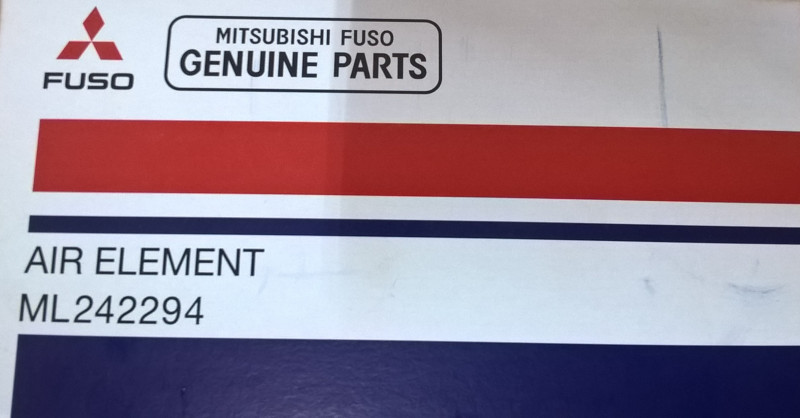 FUSO
MITSUBISHI FUSO
GENUINE PARTS
AIR ELEMENT
ML242294